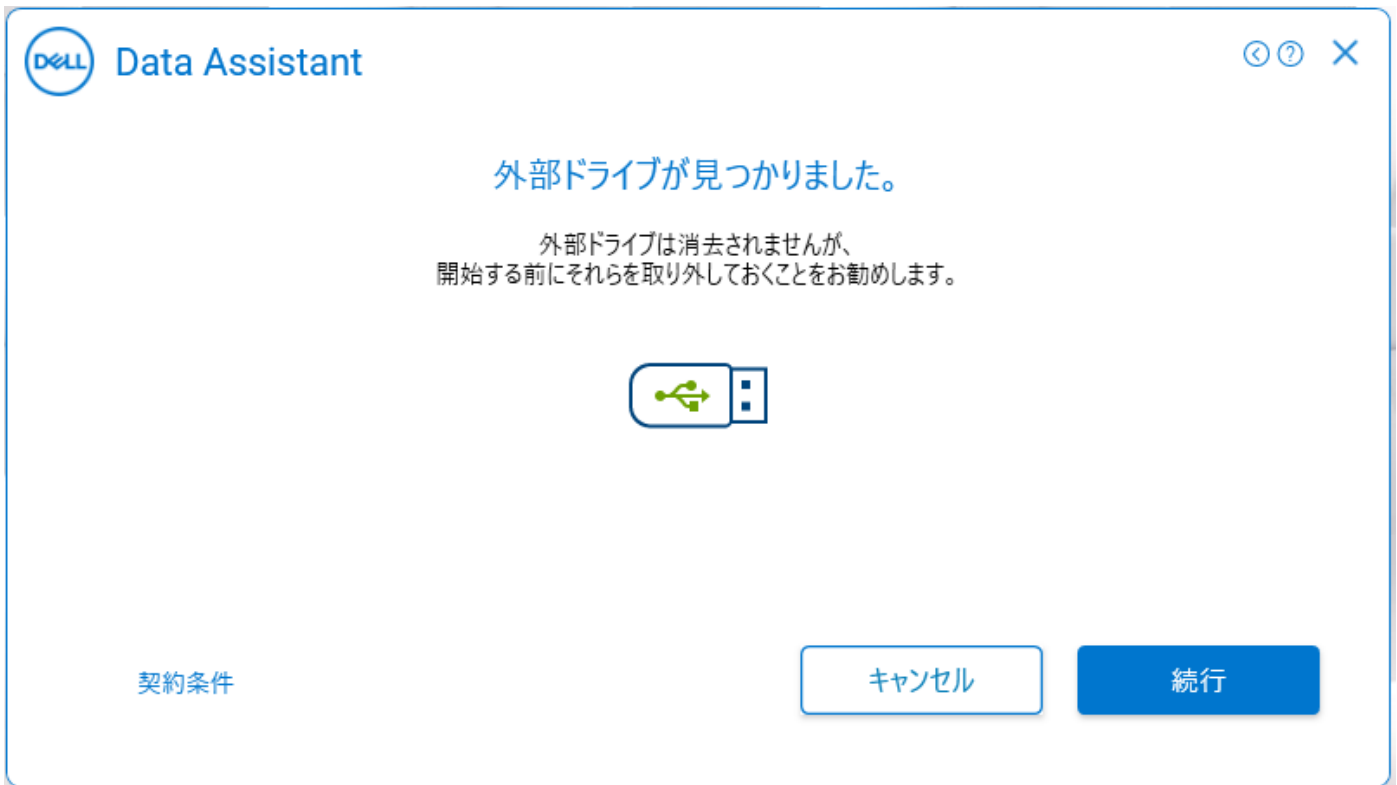 DELL Data Assistant
外部ドライブが見つかりました。
外部ドライブは消去されませんが、
開始する前にそれらを取り外しておくことをお勧めします。
契約条件
キャンセル
続行